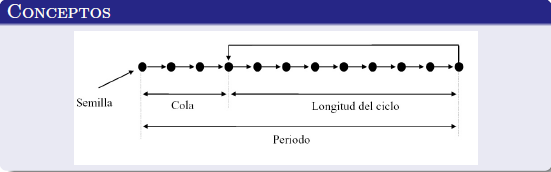 CONCEPTOS
Semilla
Cola
Longitud del ciclo
Periodo